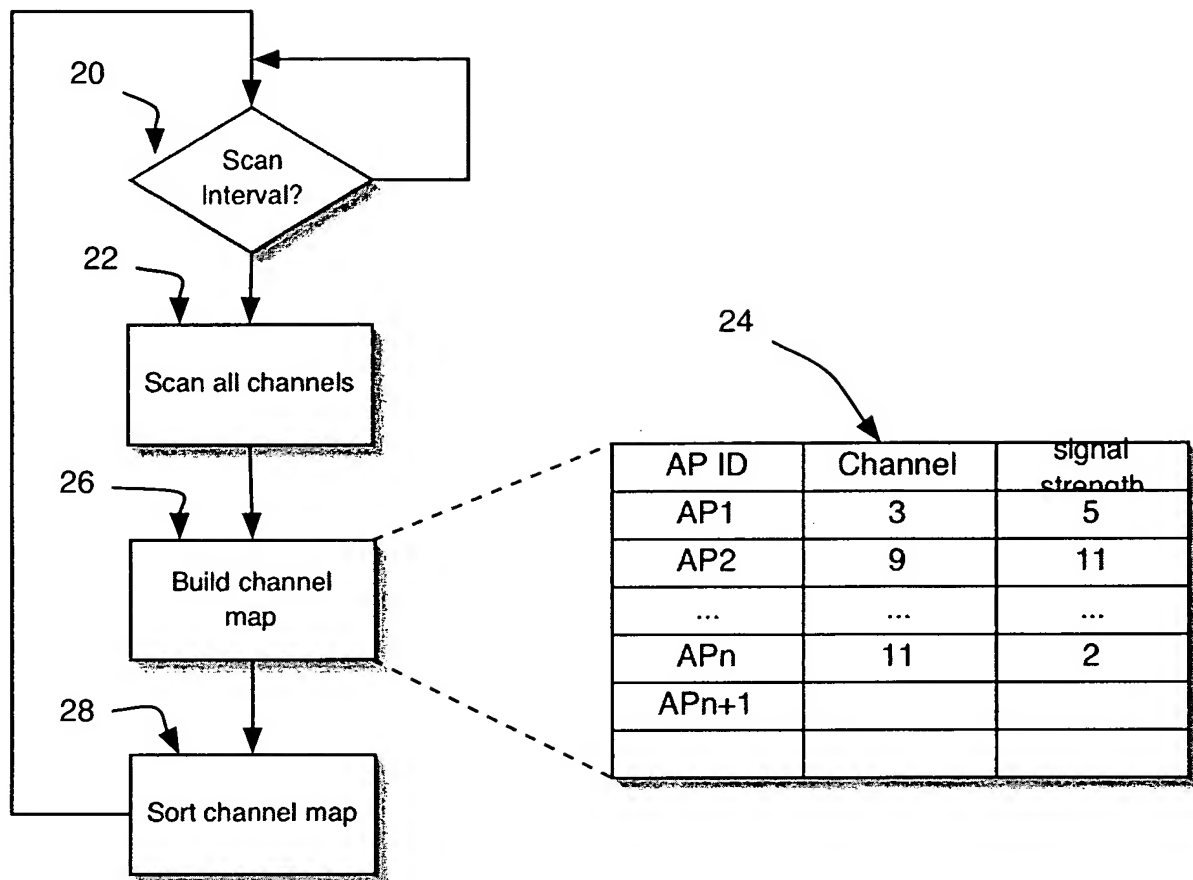 20
Scan
Interval?
22
Scan all channels
24
26
Build channel
map
AP ID Channel signal
strength
AP1 3 5
AP2 9 11
... ... ...
APn 11 2
APn+1
28
Sort channel map